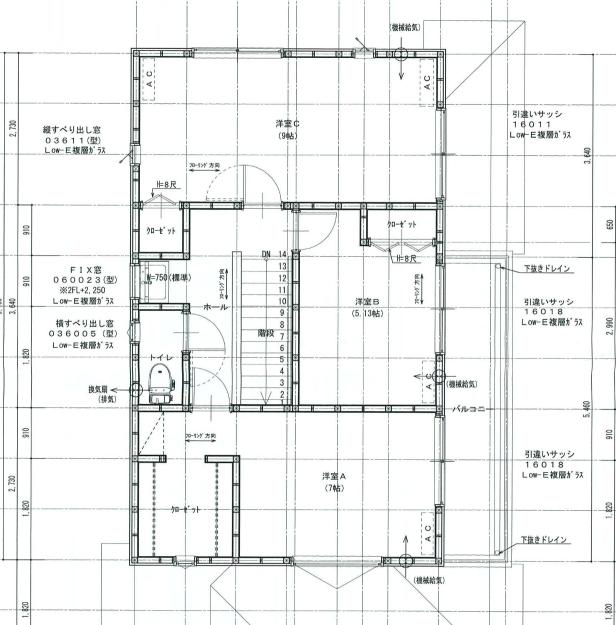 (機械給気)
AC
AC
洋室C
(9帖)
縦すべり出し窓
03611(型)
Low-E複層ガラス
引違いサッシ
16011
Low-E複層ガラス
2,730
3,640
フローリング方向
H=8尺
クローゼット
クローゼット
H=8尺
910
650
FIX窓
060023(型)
※2FL+2,250
Low-E複層ガラス
W=750(標準)
DN
14
13
12
11
10
9
8
7
6
5
4
3
2
1
フローリング方向
フローリング方向
下抜きドレイン
910
3,640
ホール
階段
洋室B
(5.13帖)
引違いサッシ
16018
Low-E複層ガラス
2,990
横すべり出し窓
036005(型)
Low-E複層ガラス
トイレ
1,820
換気扇
(排気)
AC
(機械給気)
バルコニー
5,460
910
910
フローリング方向
引違いサッシ
16018
Low-E複層ガラス
洋室A
(7帖)
2,730
クローゼット
1,820
1,820
AC
下抜きドレイン
(機械給気)
1,820
1,820